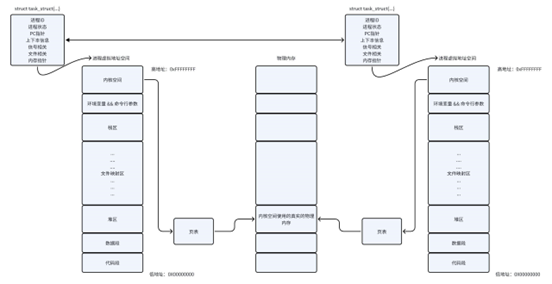 struct task_struct{...}
进程ID
进程状态
PC指针
上下文信息
信号相关
文件相关
内存指针
进程虚拟地址空间
高地址：0xFFFFFFFF
内核空间
环境变量 && 命令行参数
栈区
...
...
文件映射区
...
...
...
堆区
数据段
代码段
低地址：0X00000000
页表
物理内存
内核空间使用的真实的物理
内存
页表
struct task_struct{...}
进程ID
进程状态
PC指针
上下文信息
信号相关
文件相关
内存指针
进程虚拟地址空间
高地址：0xFFFFFFFF
内核空间
环境变量 && 命令行参数
栈区
...
...
文件映射区
...
...
...
堆区
数据段
代码段
低地址：0X00000000